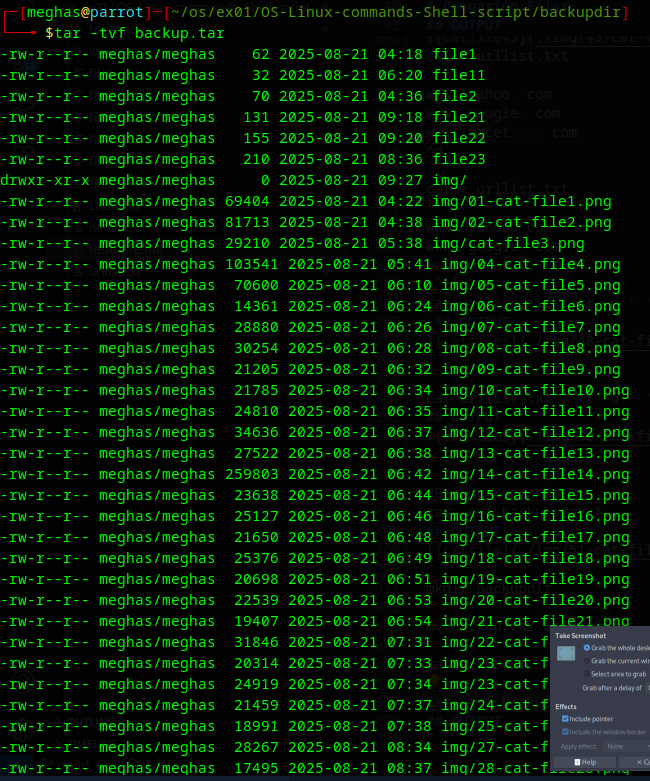 ┌─[meghas@parrot]─[~/os/ex01/OS-Linux-commands-Shell-script/backupdir]
└──╼ $tar -tvf backup.tar
-rw-r--r-- meghas/meghas    62 2025-08-21 04:18 file1
-rw-r--r-- meghas/meghas    32 2025-08-21 06:20 file11
-rw-r--r-- meghas/meghas    70 2025-08-21 04:36 file2
-rw-r--r-- meghas/meghas   131 2025-08-21 09:18 file21
-rw-r--r-- meghas/meghas   155 2025-08-21 09:20 file22
-rw-r--r-- meghas/meghas   210 2025-08-21 08:36 file23
drwxr-xr-x meghas/meghas     0 2025-08-21 09:27 img/
-rw-r--r-- meghas/meghas 69404 2025-08-21 04:22 img/01-cat-file1.png
-rw-r--r-- meghas/meghas 81713 2025-08-21 04:38 img/02-cat-file2.png
-rw-r--r-- meghas/meghas 29210 2025-08-21 05:38 img/cat-file3.png
-rw-r--r-- meghas/meghas 103541 2025-08-21 05:41 img/04-cat-file4.png
-rw-r--r-- meghas/meghas  70600 2025-08-21 06:10 img/05-cat-file5.png
-rw-r--r-- meghas/meghas  14361 2025-08-21 06:24 img/06-cat-file6.png
-rw-r--r-- meghas/meghas  28880 2025-08-21 06:26 img/07-cat-file7.png
-rw-r--r-- meghas/meghas  30254 2025-08-21 06:28 img/08-cat-file8.png
-rw-r--r-- meghas/meghas  21205 2025-08-21 06:32 img/09-cat-file9.png
-rw-r--r-- meghas/meghas  21785 2025-08-21 06:34 img/10-cat-file10.png
-rw-r--r-- meghas/meghas  24810 2025-08-21 06:35 img/11-cat-file11.png
-rw-r--r-- meghas/meghas  34636 2025-08-21 06:37 img/12-cat-file12.png
-rw-r--r-- meghas/meghas  27522 2025-08-21 06:38 img/13-cat-file13.png
-rw-r--r-- meghas/meghas 259803 2025-08-21 06:42 img/14-cat-file14.png
-rw-r--r-- meghas/meghas  23638 2025-08-21 06:44 img/15-cat-file15.png
-rw-r--r-- meghas/meghas  25127 2025-08-21 06:46 img/16-cat-file16.png
-rw-r--r-- meghas/meghas  21650 2025-08-21 06:48 img/17-cat-file17.png
-rw-r--r-- meghas/meghas  25376 2025-08-21 06:49 img/18-cat-file18.png
-rw-r--r-- meghas/meghas  20698 2025-08-21 06:51 img/19-cat-file19.png
-rw-r--r-- meghas/meghas  22539 2025-08-21 06:53 img/20-cat-file20.png
-rw-r--r-- meghas/meghas  19407 2025-08-21 06:54 img/21-cat-file21.png
-rw-r--r-- meghas/meghas  31846 2025-08-21 07:31 img/22-cat-f
-rw-r--r-- meghas/meghas  20314 2025-08-21 07:33 img/23-cat-f
-rw-r--r-- meghas/meghas  24919 2025-08-21 07:34 img/23-cat-f
-rw-r--r-- meghas/meghas  21459 2025-08-21 07:37 img/24-cat-f
-rw-r--r-- meghas/meghas  18991 2025-08-21 07:38 img/25-cat-f
-rw-r--r-- meghas/meghas  28267 2025-08-21 08:34 img/27-cat-f
-rw-r--r-- meghas/meghas  17495 2025-08-21 08:37 img/28-cat-f
Take Screenshot
Grab the whole desk
Grab the current wi
Select area to grab
Grab after a delay of
Effects
Include pointer
Include the window border
Apply effect: None
Help